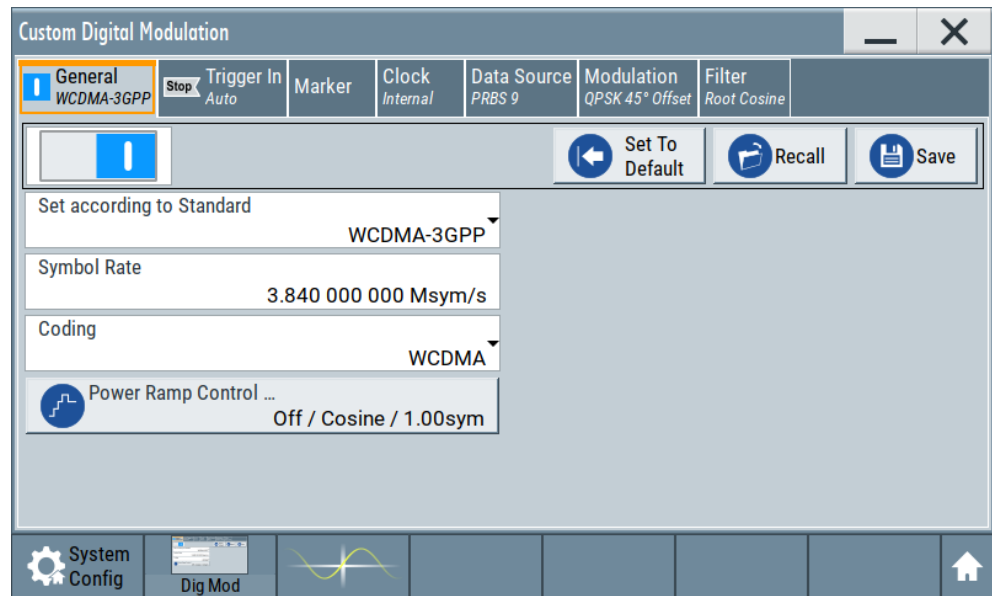 Custom Digital Modulation
General
WCDMA-3GPP
Stop
Trigger In
Auto
Marker
Clock
Internal
Data Source
PRBS 9
Modulation
QPSK 45° Offset
Filter
Root Cosine
Set To
Default
Recall
Save
Set according to Standard
WCDMA-3GPP
Symbol Rate
3.840 000 000 Msym/s
Coding
WCDMA
Power Ramp Control ...
Off / Cosine / 1.00sym
System
Config
Dig Mod